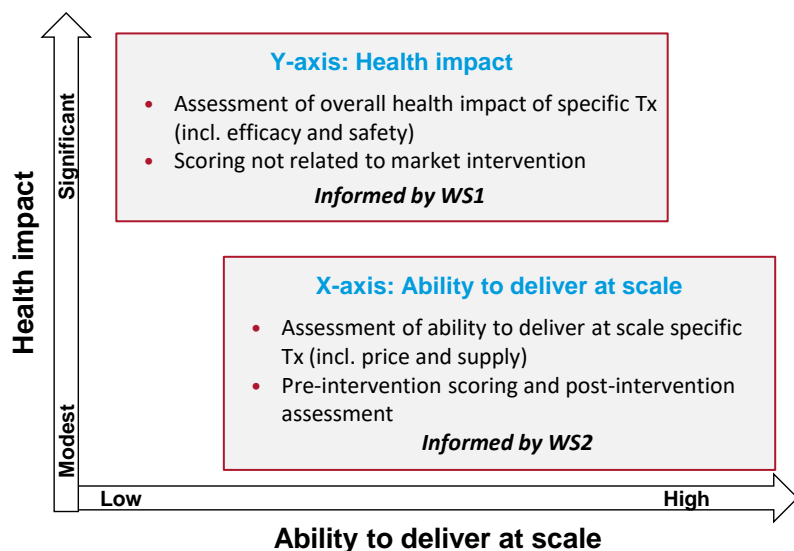 Health impact
Significant
Modest
Y-axis: Health impact
• Assessment of overall health impact of specific Tx
(incl. efficacy and safety)
• Scoring not related to market intervention
Informed by WS1
X-axis: Ability to deliver at scale
• Assessment of ability to deliver at scale specific
Tx (incl. price and supply)
• Pre-intervention scoring and post-intervention
assessment
Informed by WS2
Low
High
Ability to deliver at scale